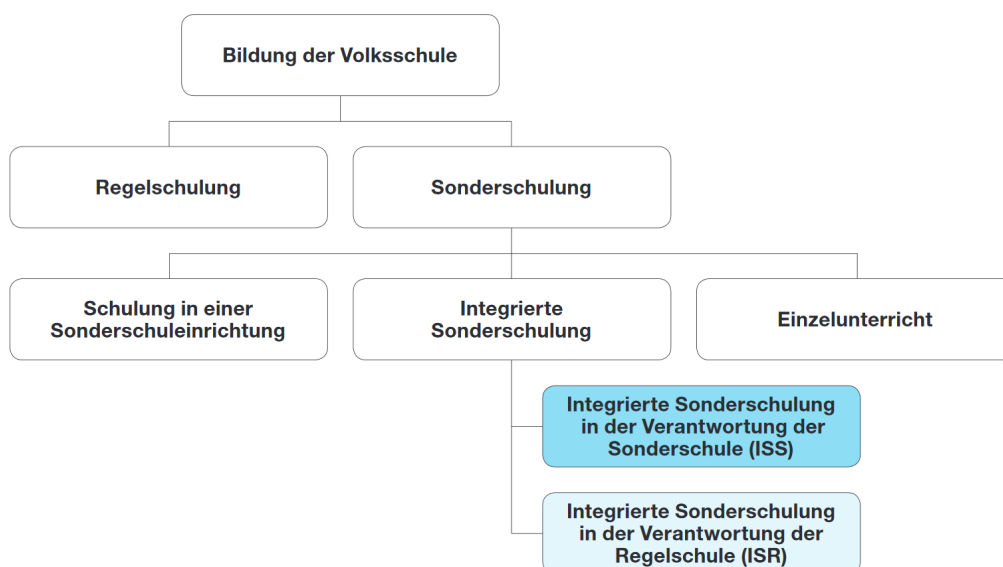 Bildung der Volksschule
Regelschulung
Sonderschulung
Schulung in einer
Sonderschuleinrichtung
Integrierte
Sonderschulung
Einzelunterricht
Integrierte Sonderschulung
in der Verantwortung der
Sonderschule (ISS)
Integrierte Sonderschulung
in der Verantwortung der
Regelschule (ISR)